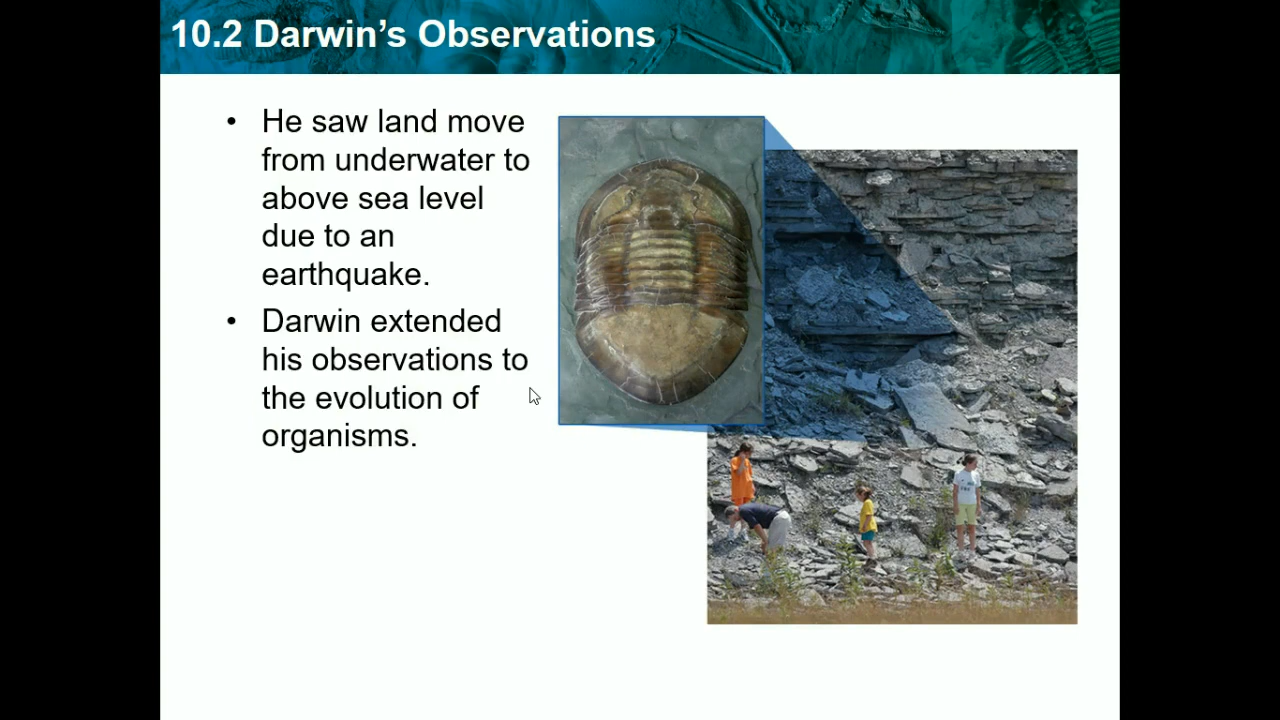 10.2 Darwin’s Observations
• He saw land move
from underwater to
above sea level
due to an
earthquake.
• Darwin extended
his observations to
the evolution of
organisms.